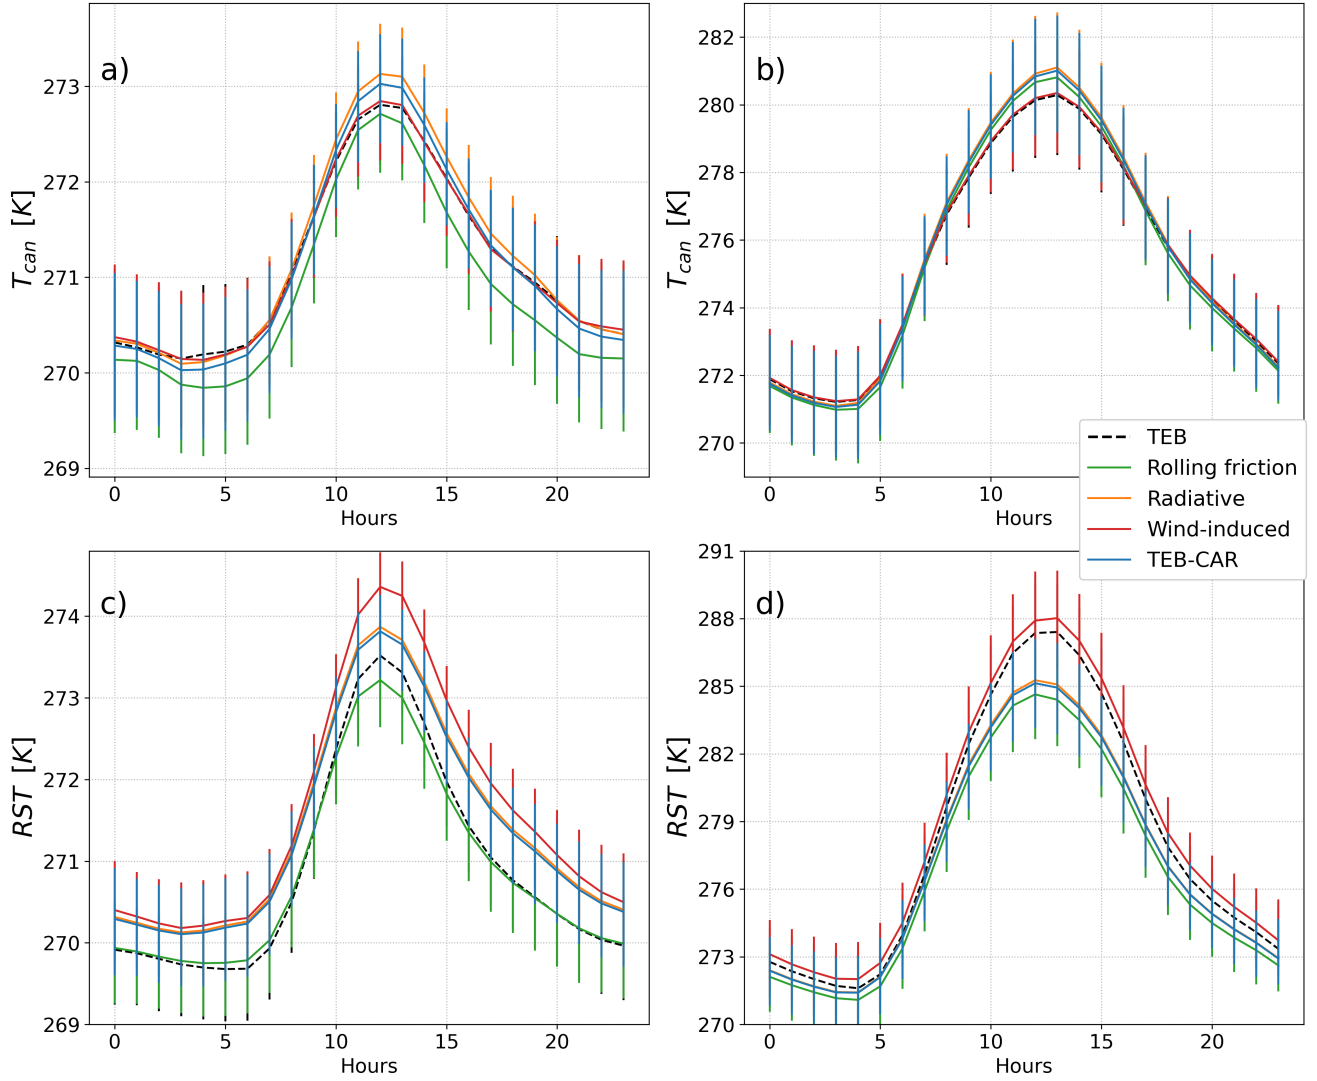 a)
T_can [K]
273
272
271
270
269
0 5 10 15 20
Hours
b)
T_can [K]
282
280
278
276
274
272
270
0 5 10
Hours
TEB
Rolling friction
Radiative
Wind-induced
TEB-CAR
c)
RST [K]
274
273
272
271
270
269
0 5 10 15 20
Hours
d)
RST [K]
291
288
285
282
279
276
273
270
0 5 10 15 20
Hours